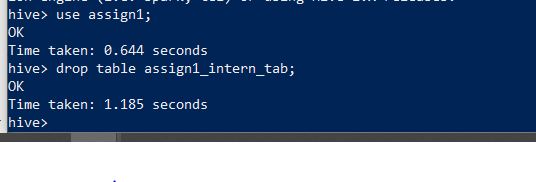 hive> use assign1;
OK
Time taken: 0.644 seconds
hive> drop table assign1_intern_tab;
OK
Time taken: 1.185 seconds
hive>